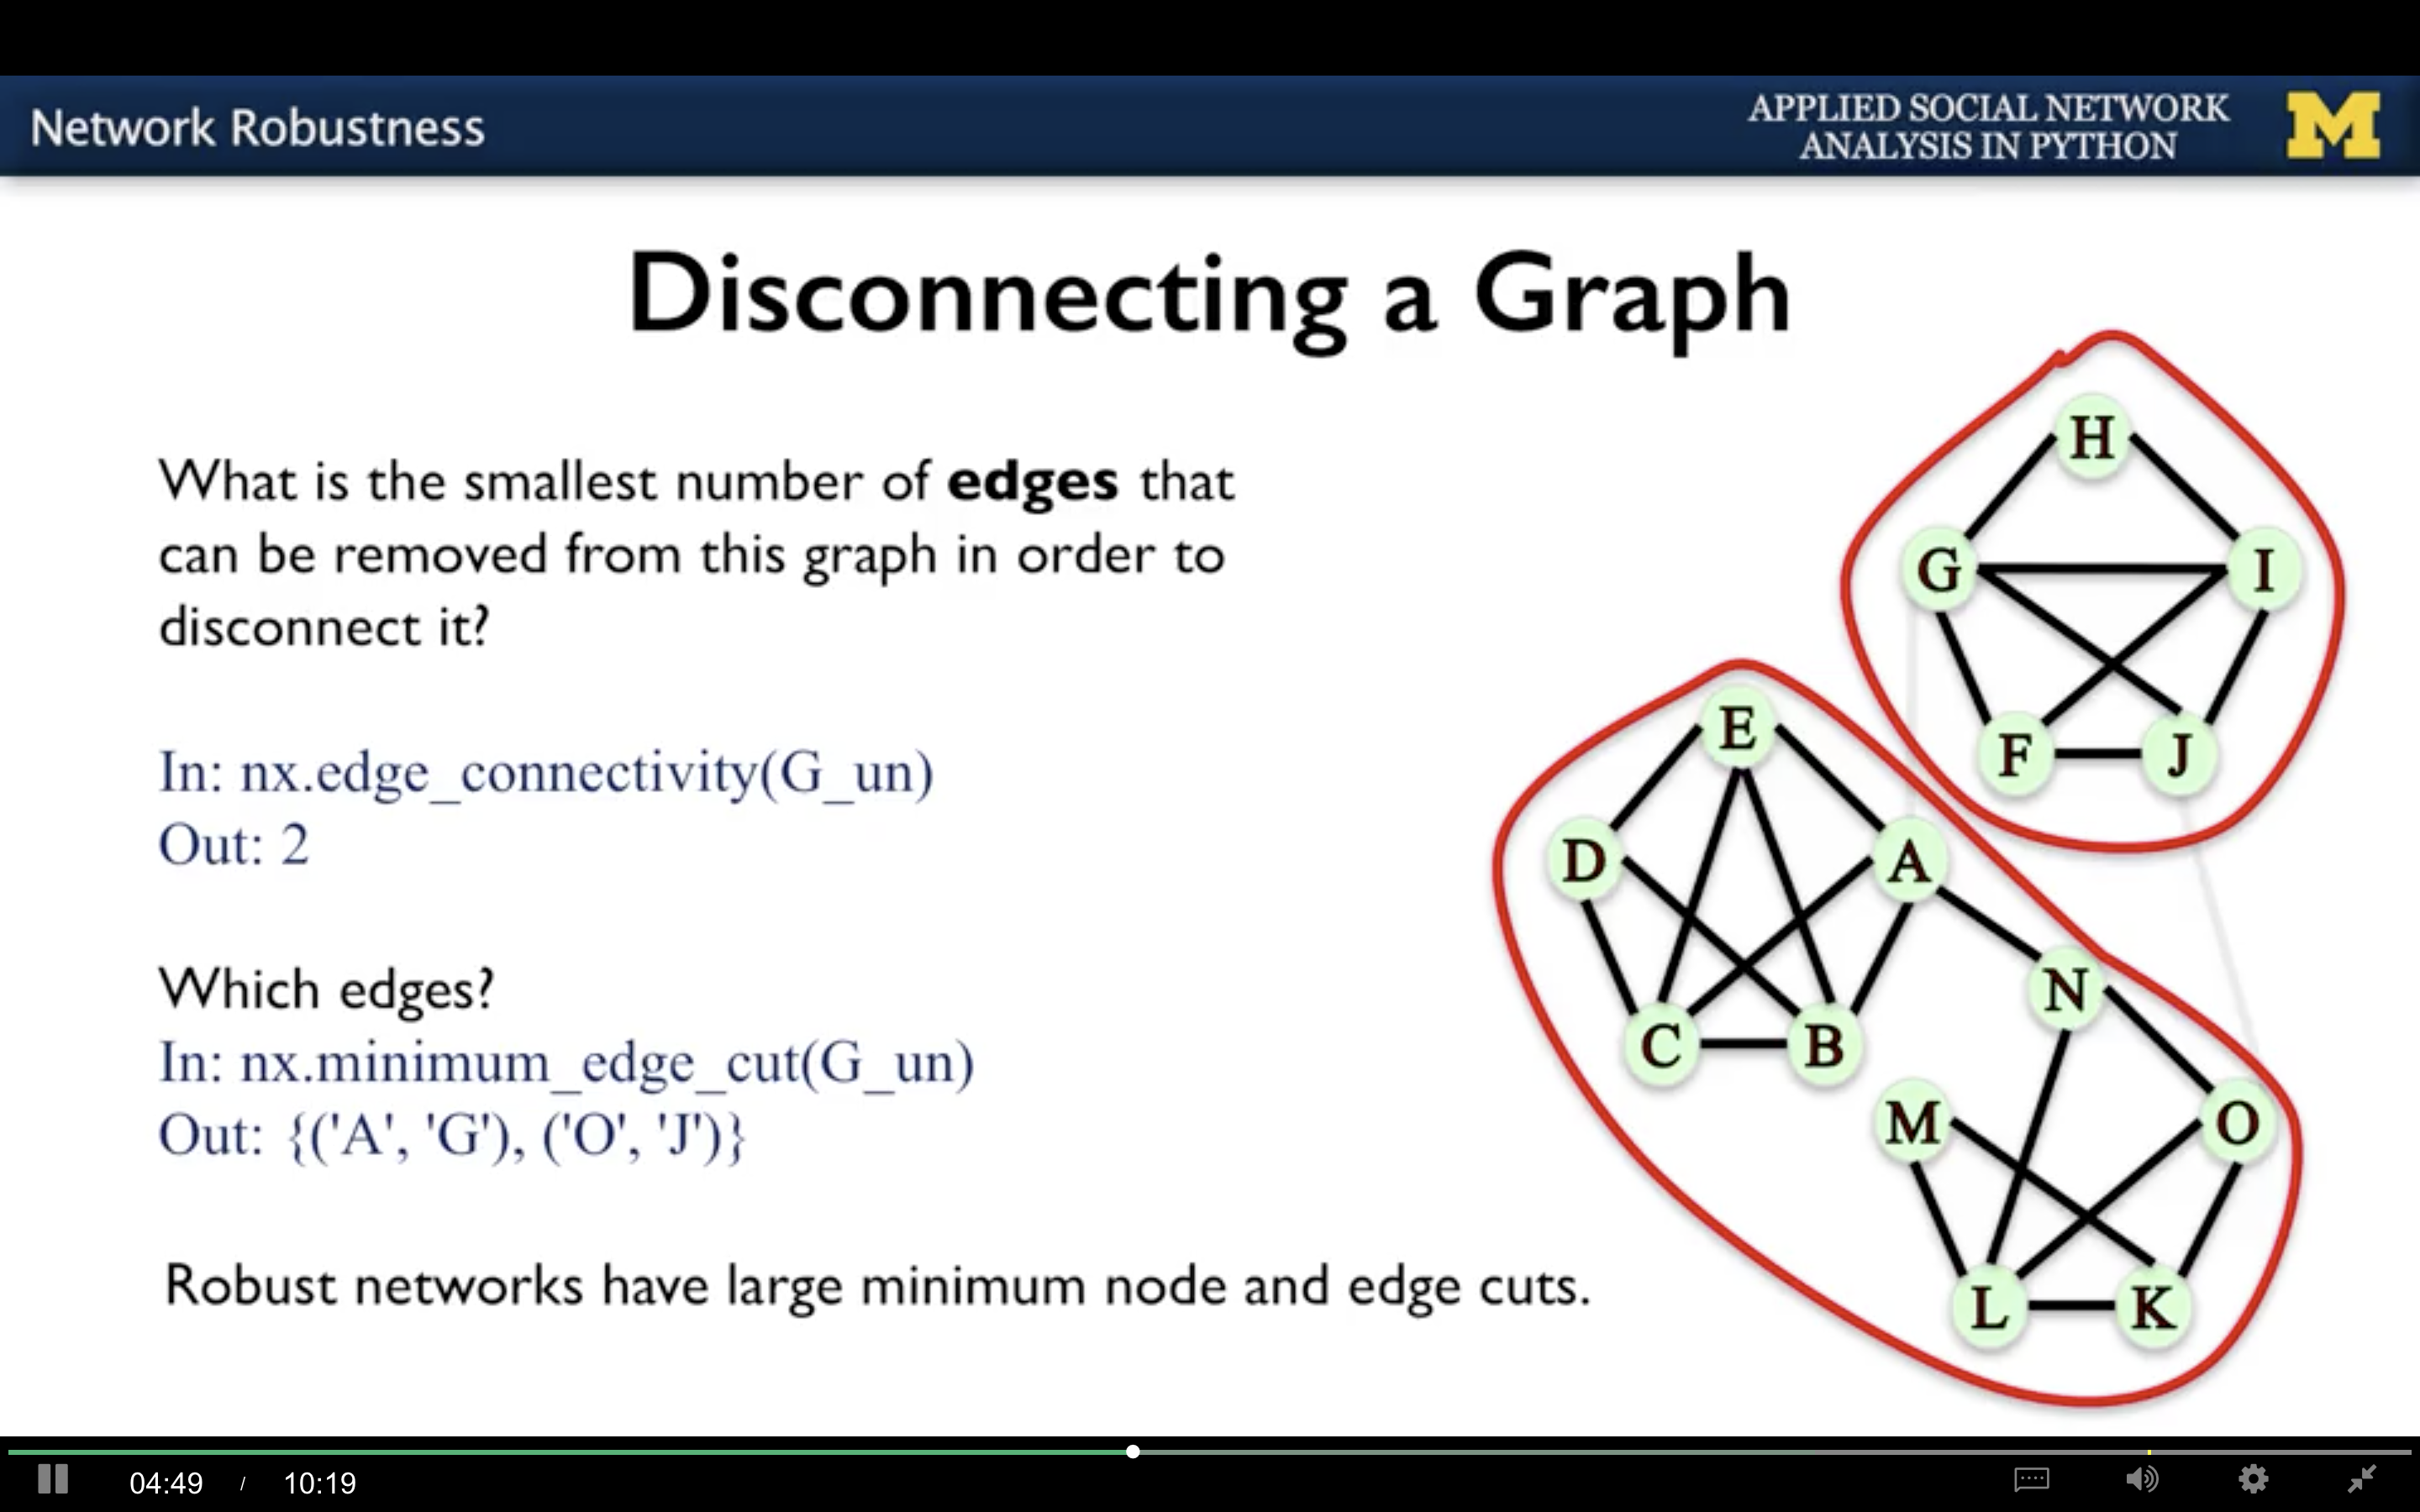 Network Robustness
APPLIED SOCIAL NETWORK
ANALYSIS IN PYTHON
M
Disconnecting a Graph
What is the smallest number of edges that
can be removed from this graph in order to
disconnect it?
In: nx.edge_connectivity(G_un)
Out: 2
Which edges?
In: nx.minimum_edge_cut(G_un)
Out: {('A', 'G'), ('O', 'J')}
Robust networks have large minimum node and edge cuts.
H
G
I
F
J
E
D
A
C
B
N
M
O
L
K
04:49 / 10:19